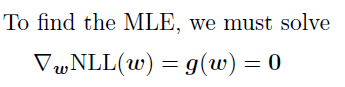 To find the MLE, we must solve
∇𝒘NLL(𝒘) = 𝒈(𝒘) = 𝟎